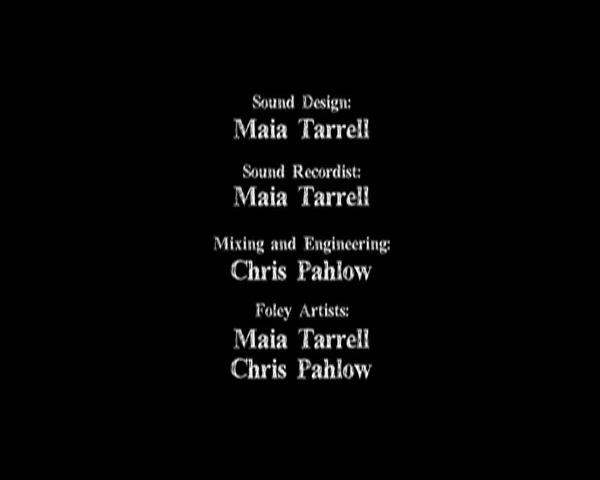 Sound Design:
Maia Tarrell
Sound Recordist:
Maia Tarrell
Mixing and Engineering:
Chris Pahlow
Foley Artists:
Maia Tarrell
Chris Pahlow